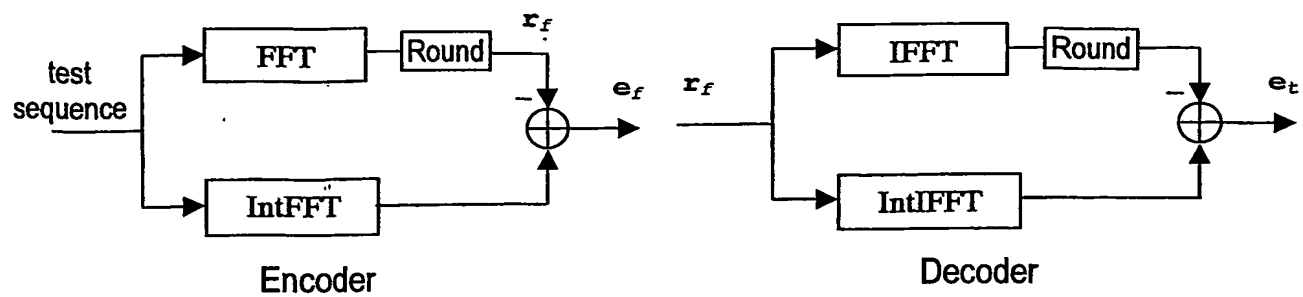 test
sequence
FFT
Round
r_f
−
e_f
IntFFT
Encoder
r_f
IFFT
Round
−
e_t
IntIFFT
Decoder